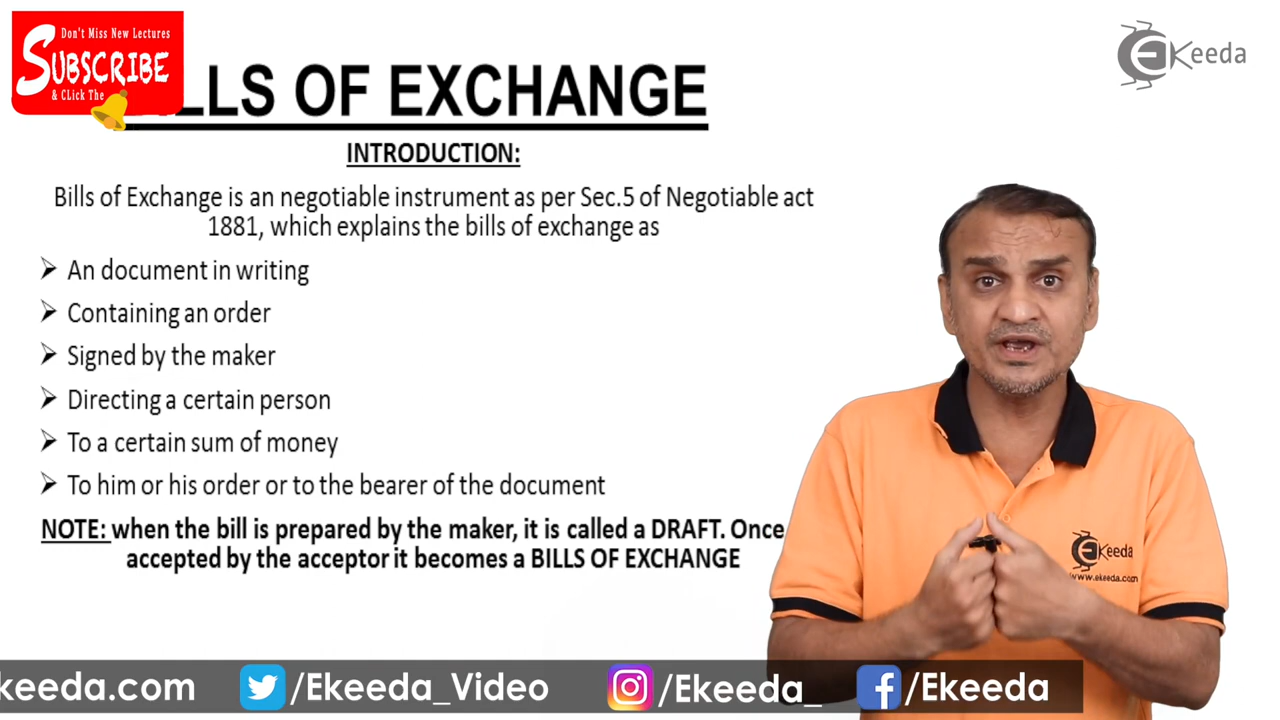 Don't Miss New Lectures
SUBSCRIBE
& CLick The
Keeda
LLS OF EXCHANGE
INTRODUCTION:
Bills of Exchange is an negotiable instrument as per Sec.5 of Negotiable act
1881, which explains the bills of exchange as
➢ An document in writing
➢ Containing an order
➢ Signed by the maker
➢ Directing a certain person
➢ To a certain sum of money
➢ To him or his order or to the bearer of the document
NOTE: when the bill is prepared by the maker, it is called a DRAFT. Once
accepted by the acceptor it becomes a BILLS OF EXCHANGE
Ekeeda
www.ekeeda.com
keeda.com /Ekeeda_Video /Ekeeda_ /Ekeeda